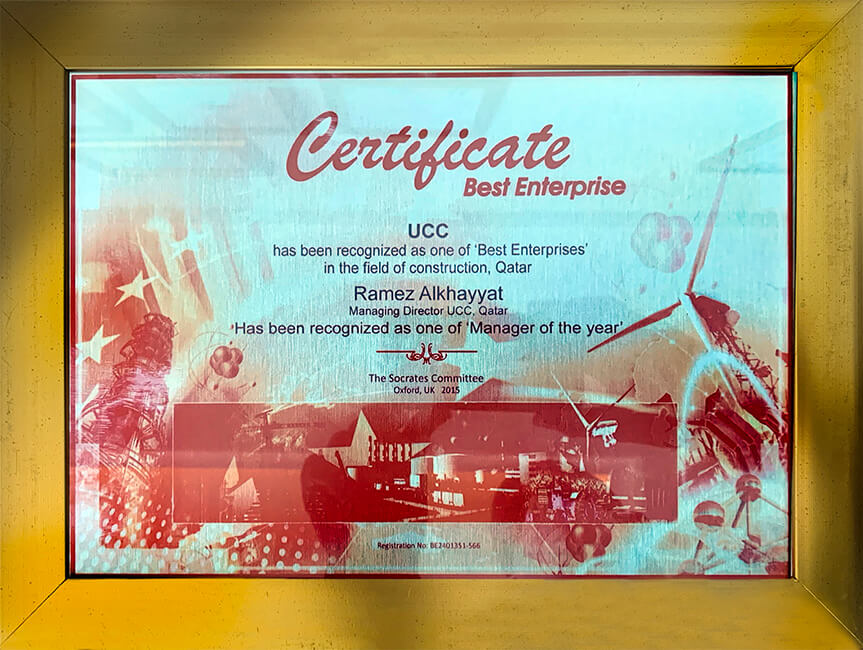 Certificate
Best Enterprise
UCC
has been recognized as one of ‘Best Enterprises’
in the field of construction, Qatar
Ramez Alkhayyat
Managing Director UCC, Qatar
‘Has been recognized as one of ‘Manager of the year’
The Socrates Committee
Oxford, UK 2015
Registration No: BE2401351-566